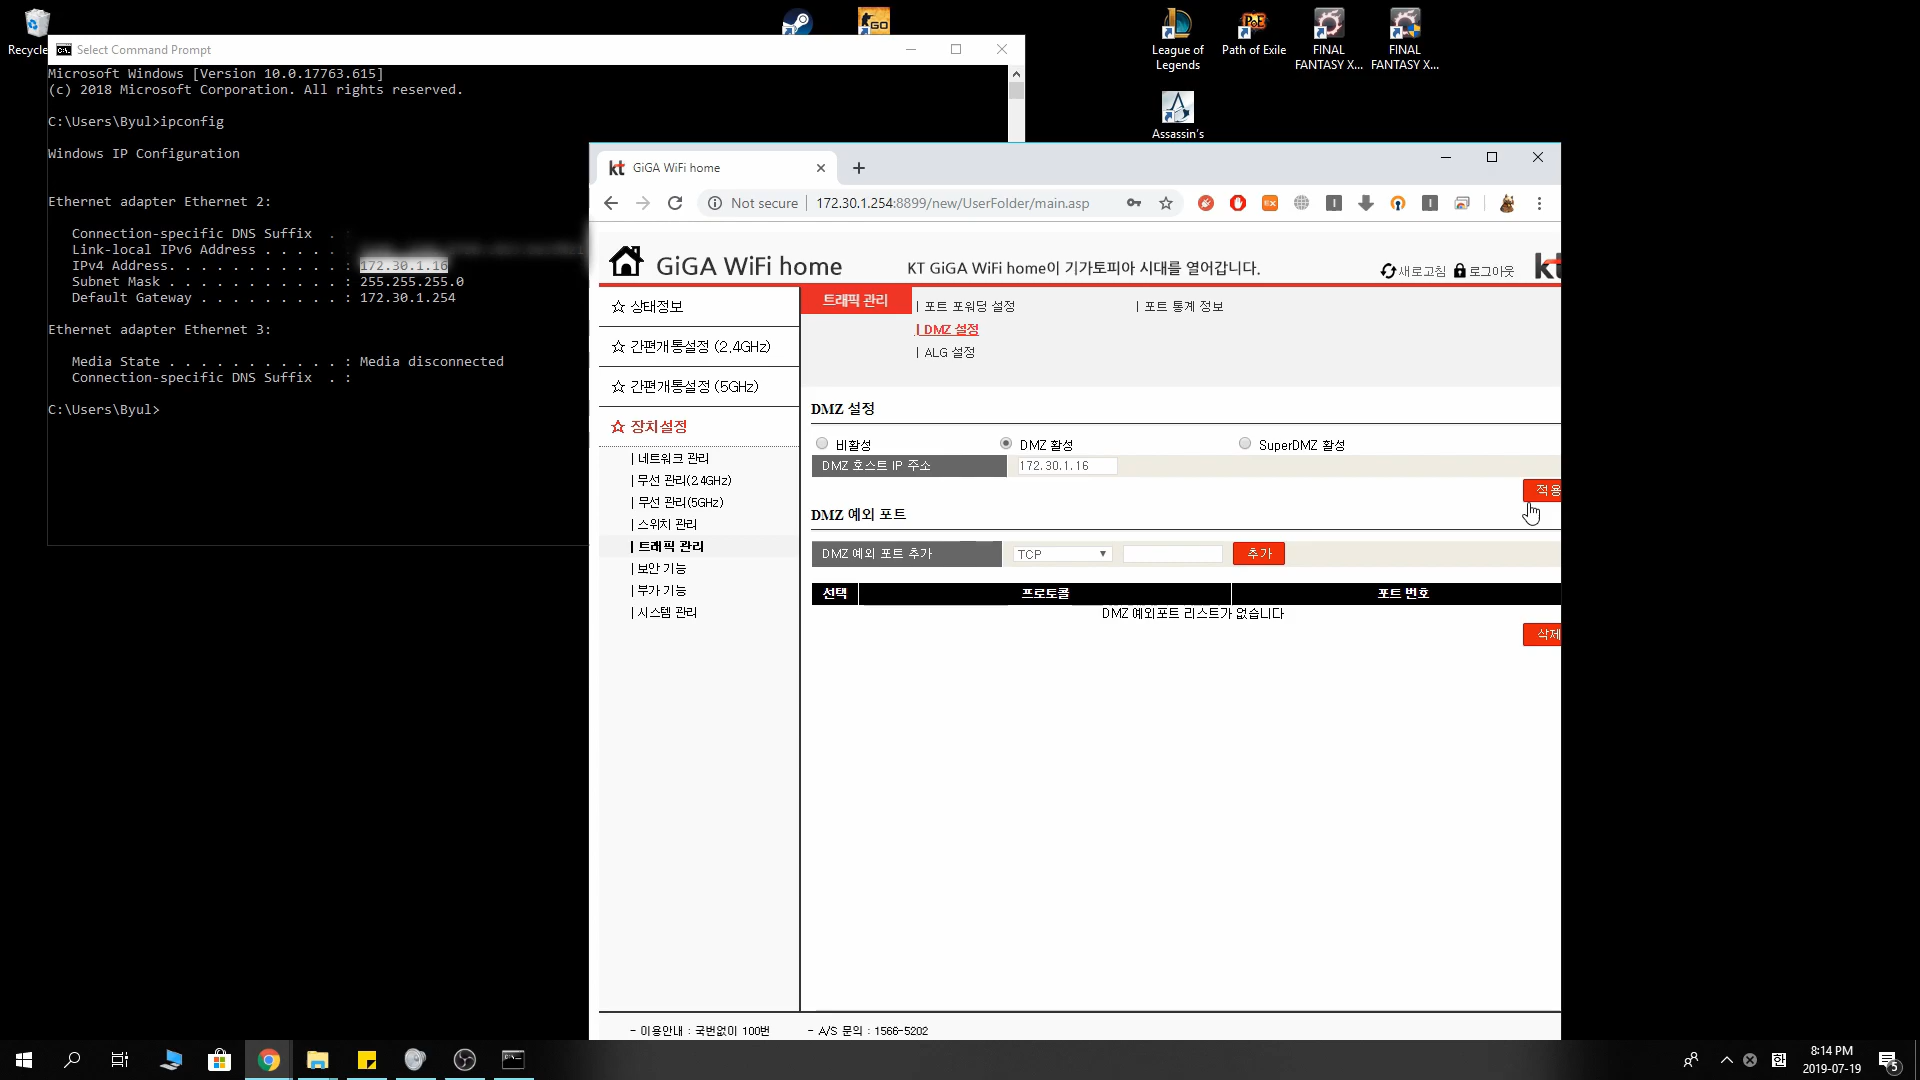 Recycle
League of
Legends
Path of Exile
FINAL
FANTASY X...
FINAL
FANTASY X...
Assassin's
GO
PoE
Select Command Prompt
Microsoft Windows [Version 10.0.17763.615]
(c) 2018 Microsoft Corporation. All rights reserved.
C:\Users\Byul>ipconfig
Windows IP Configuration
Ethernet adapter Ethernet 2:
Connection-specific DNS Suffix . :
Link-local IPv6 Address . . . . . :
IPv4 Address. . . . . . . . . . . : 172.30.1.16
Subnet Mask . . . . . . . . . . . : 255.255.255.0
Default Gateway . . . . . . . . . : 172.30.1.254
Ethernet adapter Ethernet 3:
Media State . . . . . . . . . . . : Media disconnected
Connection-specific DNS Suffix . :
C:\Users\Byul>
kt GiGA WiFi home
Not secure 172.30.1.254:8899/new/UserFolder/main.asp
GiGA WiFi home
KT GiGA WiFi home이 기가토피아 시대를 열어갑니다.
새로고침 로그아웃
kt
☆ 상태정보
☆ 간편개통설정 (2.4GHz)
☆ 간편개통설정 (5GHz)
☆ 장치설정
| 네트워크 관리
| 무선 관리(2.4GHz)
| 무선 관리(5GHz)
| 스위치 관리
| 트래픽 관리
| 보안 기능
| 부가 기능
| 시스템 관리
트래픽 관리
| 포트 포워딩 설정
| 포트 통계 정보
| DMZ 설정
| ALG 설정
DMZ 설정
비활성 DMZ 활성 SuperDMZ 활성
DMZ 호스트 IP 주소 172.30.1.16
적용
DMZ 예외 포트
DMZ 예외 포트 추가 TCP 추가
선택 프로토콜 포트 번호
DMZ 예외포트 리스트가 없습니다
삭제
- 이용안내 : 국번없이 100번 - A/S 문의 : 1566-5202
한
8:14 PM
2019-07-19
5